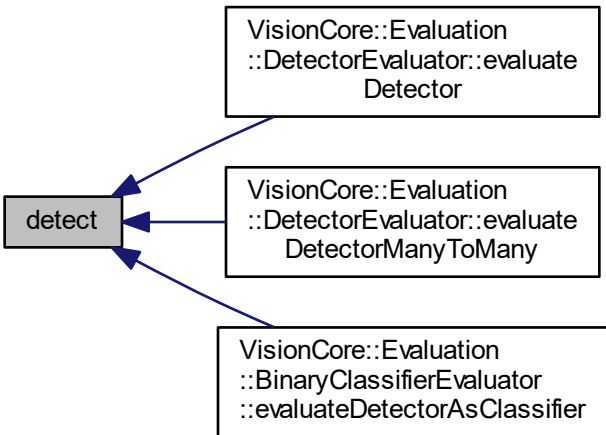 VisionCore::Evaluation
::DetectorEvaluator::evaluate
Detector
detect
VisionCore::Evaluation
::DetectorEvaluator::evaluate
DetectorManyToMany
VisionCore::Evaluation
::BinaryClassifierEvaluator
::evaluateDetectorAsClassifier